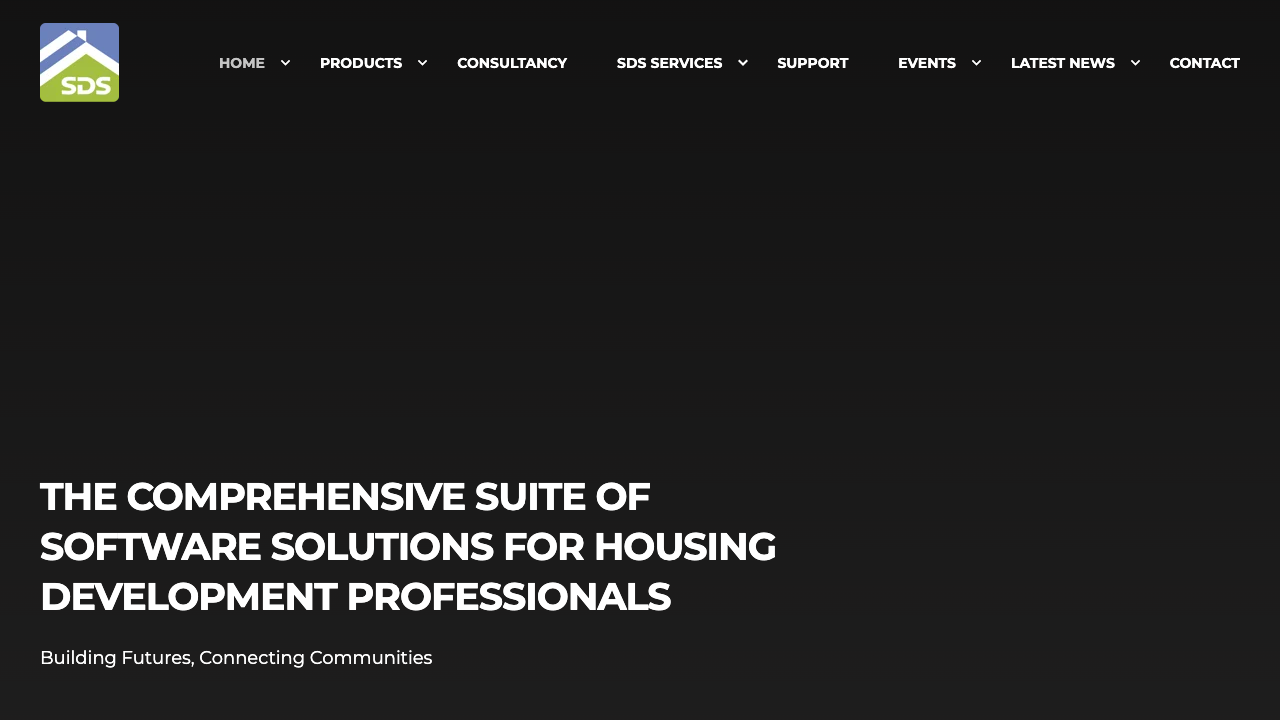 SDS
HOME PRODUCTS CONSULTANCY SDS SERVICES SUPPORT EVENTS LATEST NEWS CONTACT
THE COMPREHENSIVE SUITE OF
SOFTWARE SOLUTIONS FOR HOUSING
DEVELOPMENT PROFESSIONALS
Building Futures, Connecting Communities